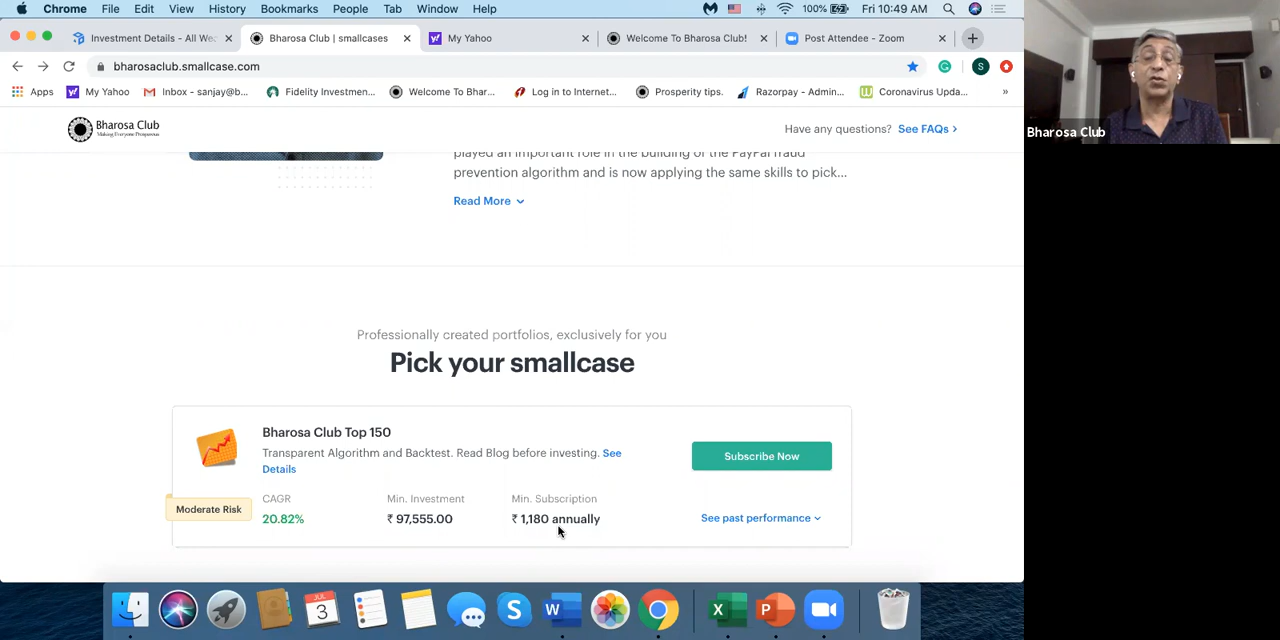 Chrome File Edit View History Bookmarks People Tab Window Help 100% Fri 10:49 AM
Investment Details - All We Bharosa Club | smallcases My Yahoo Welcome To Bharosa Club! Post Attendee - Zoom
bharosaclub.smallcase.com S
Apps My Yahoo Inbox - sanjay@b... Fidelity Investmen... Welcome To Bhar... Log in to Internet... Prosperity tips. Razorpay - Admin... Coronavirus Upda... »
Bharosa Club
Making Everyone Prosperous
Have any questions? See FAQs >
Bharosa Club
played an important role in the building of the PayPal fraud
prevention algorithm and is now applying the same skills to pick...
Read More
Professionally created portfolios, exclusively for you
Pick your smallcase
Bharosa Club Top 150
Transparent Algorithm and Backtest. Read Blog before investing. See
Details
Subscribe Now
Moderate Risk
CAGR Min. Investment Min. Subscription
20.82% ₹ 97,555.00 ₹ 1,180 annually
See past performance
JUL
3
S W X P